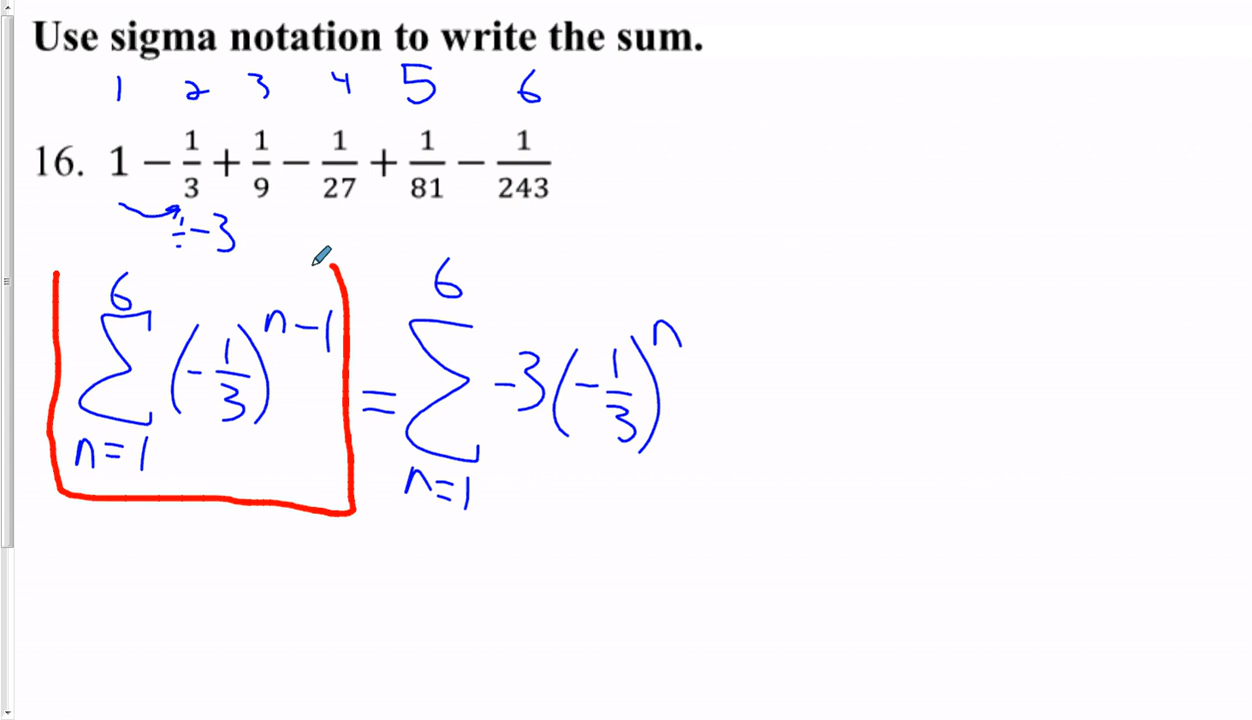 Use sigma notation to write the sum.
1 2 3 4 5 6
16. 1 − 1/3 + 1/9 − 1/27 + 1/81 − 1/243
÷-3
6 ∑ n=1 (-1/3)^(n-1) = 6 ∑ n=1 -3(-1/3)^n